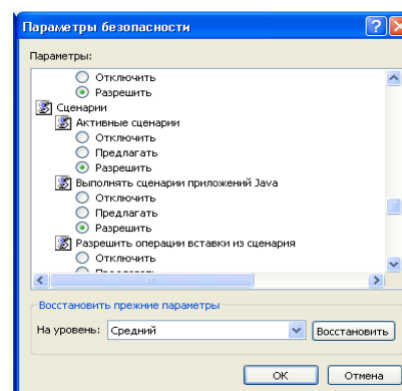 Параметры безопасности
Параметры:
Отключить
Разрешить
Сценарии
Активные сценарии
Отключить
Предлагать
Разрешить
Выполнять сценарии приложений Java
Отключить
Предлагать
Разрешить
Разрешить операции вставки из сценария
Отключить
Предлагать
Восстановить прежние параметры
На уровень: Средний Восстановить
ОК Отмена